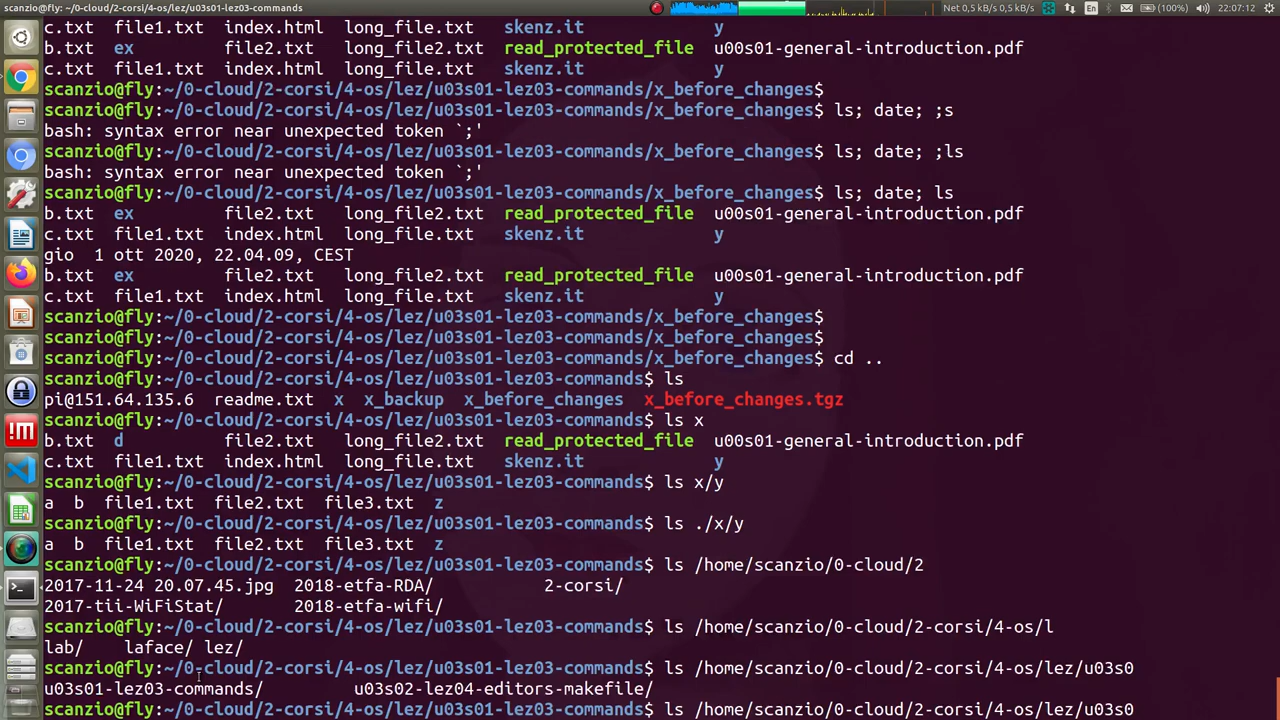 scanzio@fly: ~/0-cloud/2-corsi/4-os/lez/u03s01-lez03-commands Net 0,5 kB/s 0,5 kB/s En (100%) 22:07:12
c.txt file1.txt index.html long_file.txt skenz.it y
b.txt ex file2.txt long_file2.txt read_protected_file u00s01-general-introduction.pdf
c.txt file1.txt index.html long_file.txt skenz.it y
scanzio@fly:~/0-cloud/2-corsi/4-os/lez/u03s01-lez03-commands/x_before_changes$
scanzio@fly:~/0-cloud/2-corsi/4-os/lez/u03s01-lez03-commands/x_before_changes$ ls; date; ;s
bash: syntax error near unexpected token `;'
scanzio@fly:~/0-cloud/2-corsi/4-os/lez/u03s01-lez03-commands/x_before_changes$ ls; date; ;ls
bash: syntax error near unexpected token `;'
scanzio@fly:~/0-cloud/2-corsi/4-os/lez/u03s01-lez03-commands/x_before_changes$ ls; date; ls
b.txt ex file2.txt long_file2.txt read_protected_file u00s01-general-introduction.pdf
c.txt file1.txt index.html long_file.txt skenz.it y
gio 1 ott 2020, 22.04.09, CEST
b.txt ex file2.txt long_file2.txt read_protected_file u00s01-general-introduction.pdf
c.txt file1.txt index.html long_file.txt skenz.it y
scanzio@fly:~/0-cloud/2-corsi/4-os/lez/u03s01-lez03-commands/x_before_changes$
scanzio@fly:~/0-cloud/2-corsi/4-os/lez/u03s01-lez03-commands/x_before_changes$
scanzio@fly:~/0-cloud/2-corsi/4-os/lez/u03s01-lez03-commands/x_before_changes$ cd ..
scanzio@fly:~/0-cloud/2-corsi/4-os/lez/u03s01-lez03-commands$ ls
pi@151.64.135.6 readme.txt x x_backup x_before_changes x_before_changes.tgz
scanzio@fly:~/0-cloud/2-corsi/4-os/lez/u03s01-lez03-commands$ ls x
b.txt d file2.txt long_file2.txt read_protected_file u00s01-general-introduction.pdf
c.txt file1.txt index.html long_file.txt skenz.it y
scanzio@fly:~/0-cloud/2-corsi/4-os/lez/u03s01-lez03-commands$ ls x/y
a b file1.txt file2.txt file3.txt z
scanzio@fly:~/0-cloud/2-corsi/4-os/lez/u03s01-lez03-commands$ ls ./x/y
a b file1.txt file2.txt file3.txt z
scanzio@fly:~/0-cloud/2-corsi/4-os/lez/u03s01-lez03-commands$ ls /home/scanzio/0-cloud/2
2017-11-24 20.07.45.jpg 2018-etfa-RDA/ 2-corsi/
2017-tii-WiFiStat/ 2018-etfa-wifi/
scanzio@fly:~/0-cloud/2-corsi/4-os/lez/u03s01-lez03-commands$ ls /home/scanzio/0-cloud/2-corsi/4-os/l
lab/ laface/ lez/
scanzio@fly:~/0-cloud/2-corsi/4-os/lez/u03s01-lez03-commands$ ls /home/scanzio/0-cloud/2-corsi/4-os/lez/u03s0
u03s01-lez03-commands/ u03s02-lez04-editors-makefile/
scanzio@fly:~/0-cloud/2-corsi/4-os/lez/u03s01-lez03-commands$ ls /home/scanzio/0-cloud/2-corsi/4-os/lez/u03s0